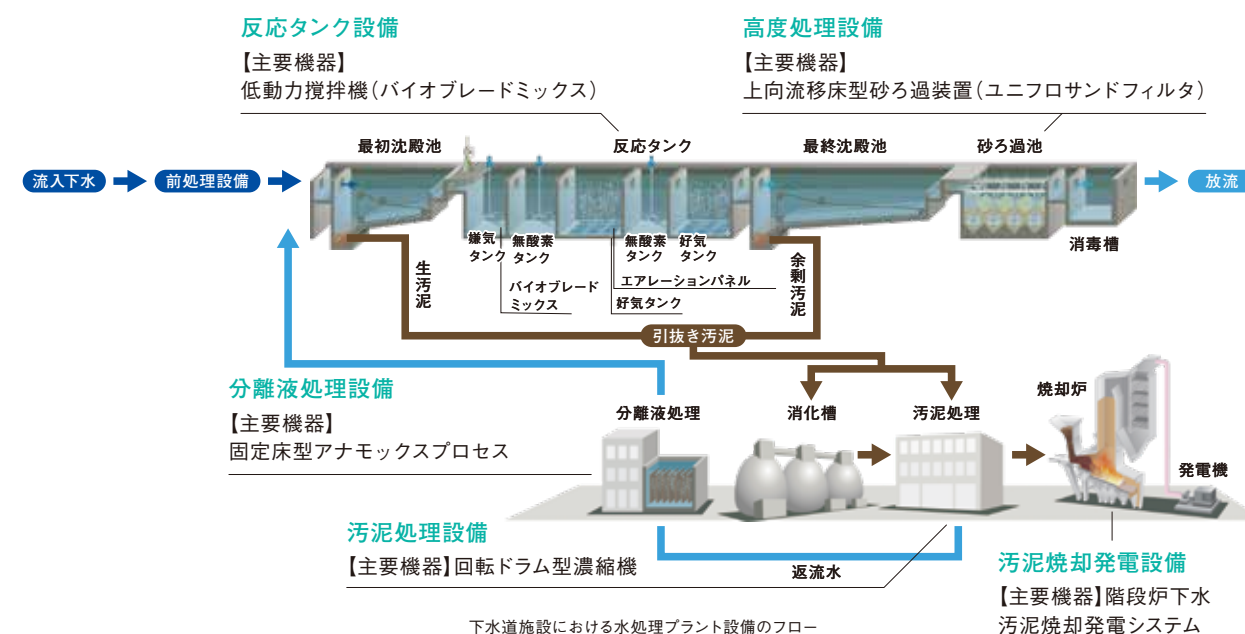 反応タンク設備
【主要機器】
低動力撹拌機（バイオブレードミックス）
高度処理設備
【主要機器】
上向流移床型砂ろ過装置（ユニフロサンドフィルタ）
最初沈殿池
反応タンク
最終沈殿池
砂ろ過池
流入下水
前処理設備
放流
嫌気
タンク
無酸素
タンク
無酸素
タンク
好気
タンク
消毒槽
生汚泥
バイオブレード
ミックス
エアレーションパネル
好気タンク
余剰汚泥
引抜き汚泥
分離液処理設備
【主要機器】
固定床型アナモックスプロセス
分離液処理
消化槽
汚泥処理
焼却炉
発電機
汚泥処理設備
【主要機器】回転ドラム型濃縮機
返流水
汚泥焼却発電設備
【主要機器】階段炉下水
汚泥焼却発電システム
下水道施設における水処理プラント設備のフロー